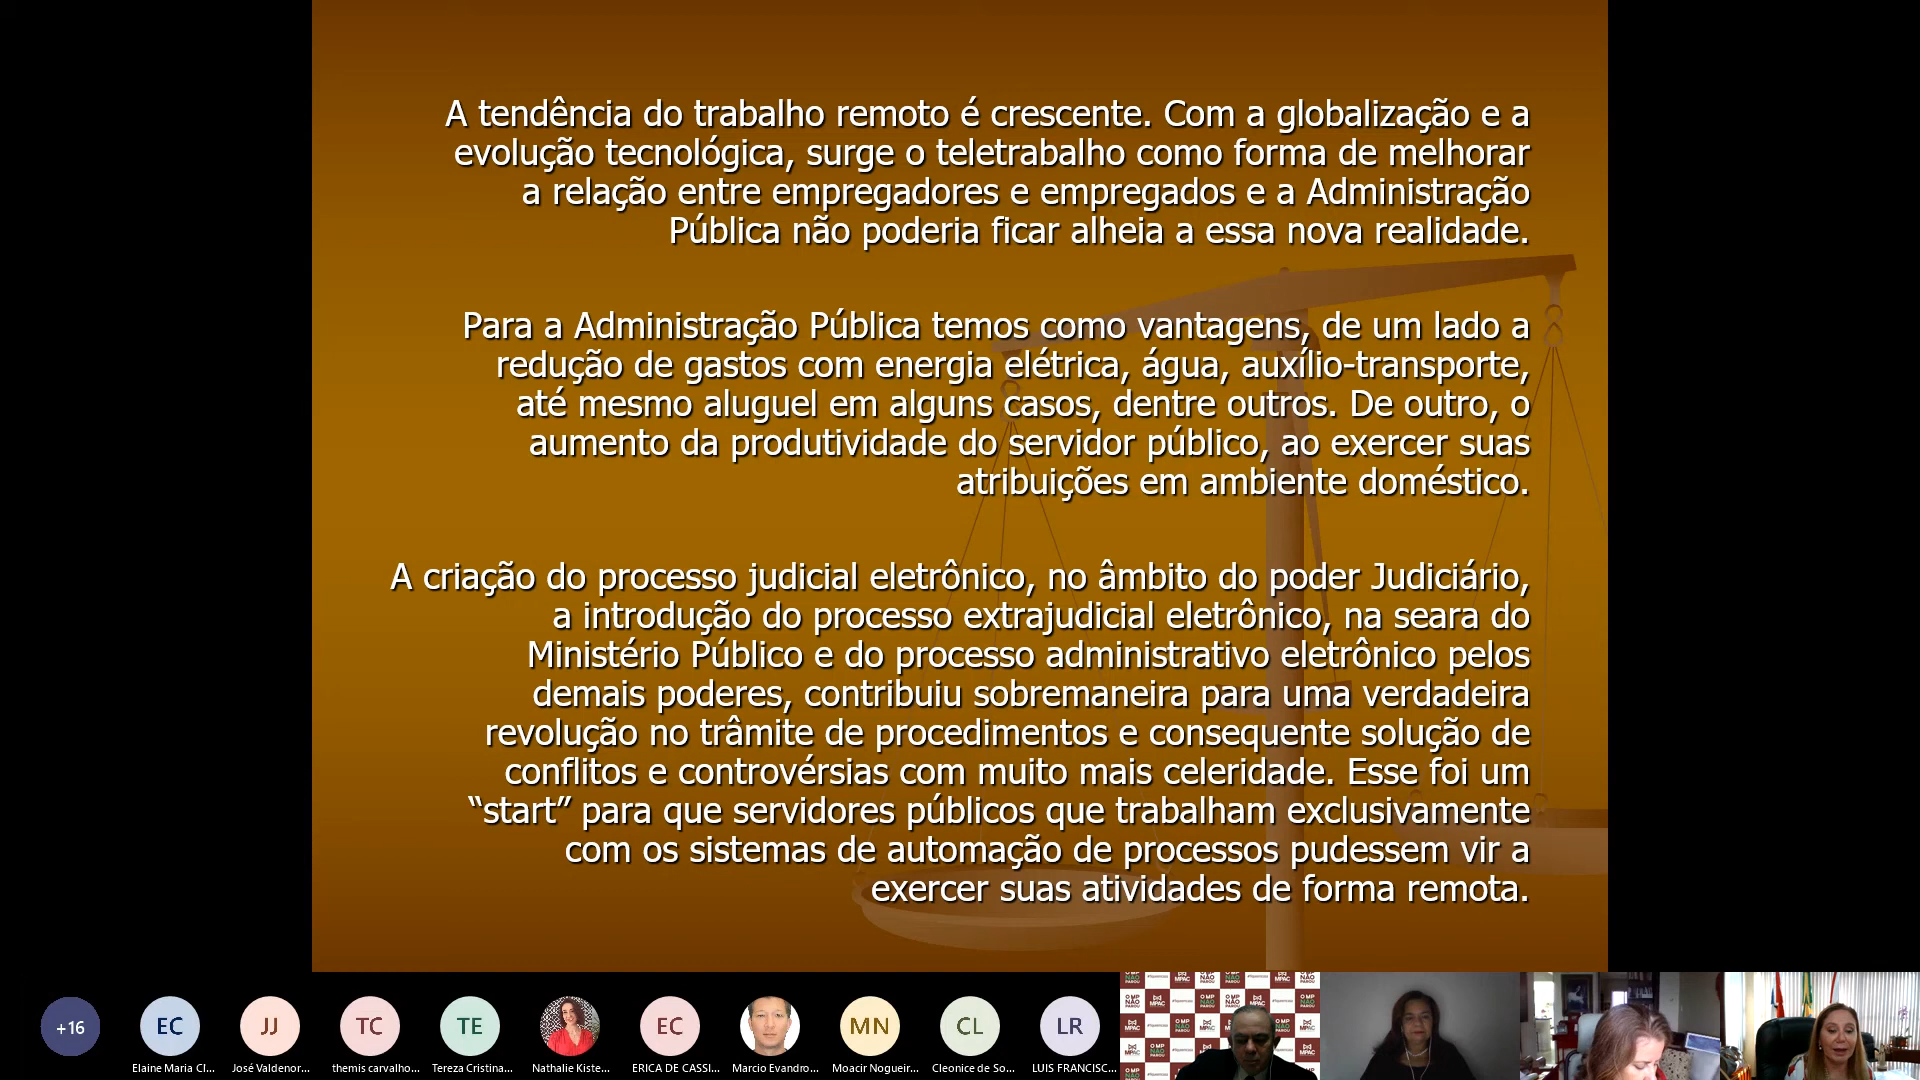 A tendência do trabalho remoto é crescente. Com a globalização e a
evolução tecnológica, surge o teletrabalho como forma de melhorar
a relação entre empregadores e empregados e a Administração
Pública não poderia ficar alheia a essa nova realidade.
Para a Administração Pública temos como vantagens, de um lado a
redução de gastos com energia elétrica, água, auxílio-transporte,
até mesmo aluguel em alguns casos, dentre outros. De outro, o
aumento da produtividade do servidor público, ao exercer suas
atribuições em ambiente doméstico.
A criação do processo judicial eletrônico, no âmbito do poder Judiciário,
a introdução do processo extrajudicial eletrônico, na seara do
Ministério Público e do processo administrativo eletrônico pelos
demais poderes, contribuiu sobremaneira para uma verdadeira
revolução no trâmite de procedimentos e consequente solução de
conflitos e controvérsias com muito mais celeridade. Esse foi um
“start” para que servidores públicos que trabalham exclusivamente
com os sistemas de automação de processos pudessem vir a
exercer suas atividades de forma remota.
+16 EC JJ TC TE EC MN CL LR
Elaine Maria Cl... José Valdenor... themis carvalho... Tereza Cristina... Nathalie Kiste... ERICA DE CASSI... Marcio Evandro... Moacir Nogueir... Cleonice de So... LUIS FRANCISC...
O MP NÃO PAROU MPAC